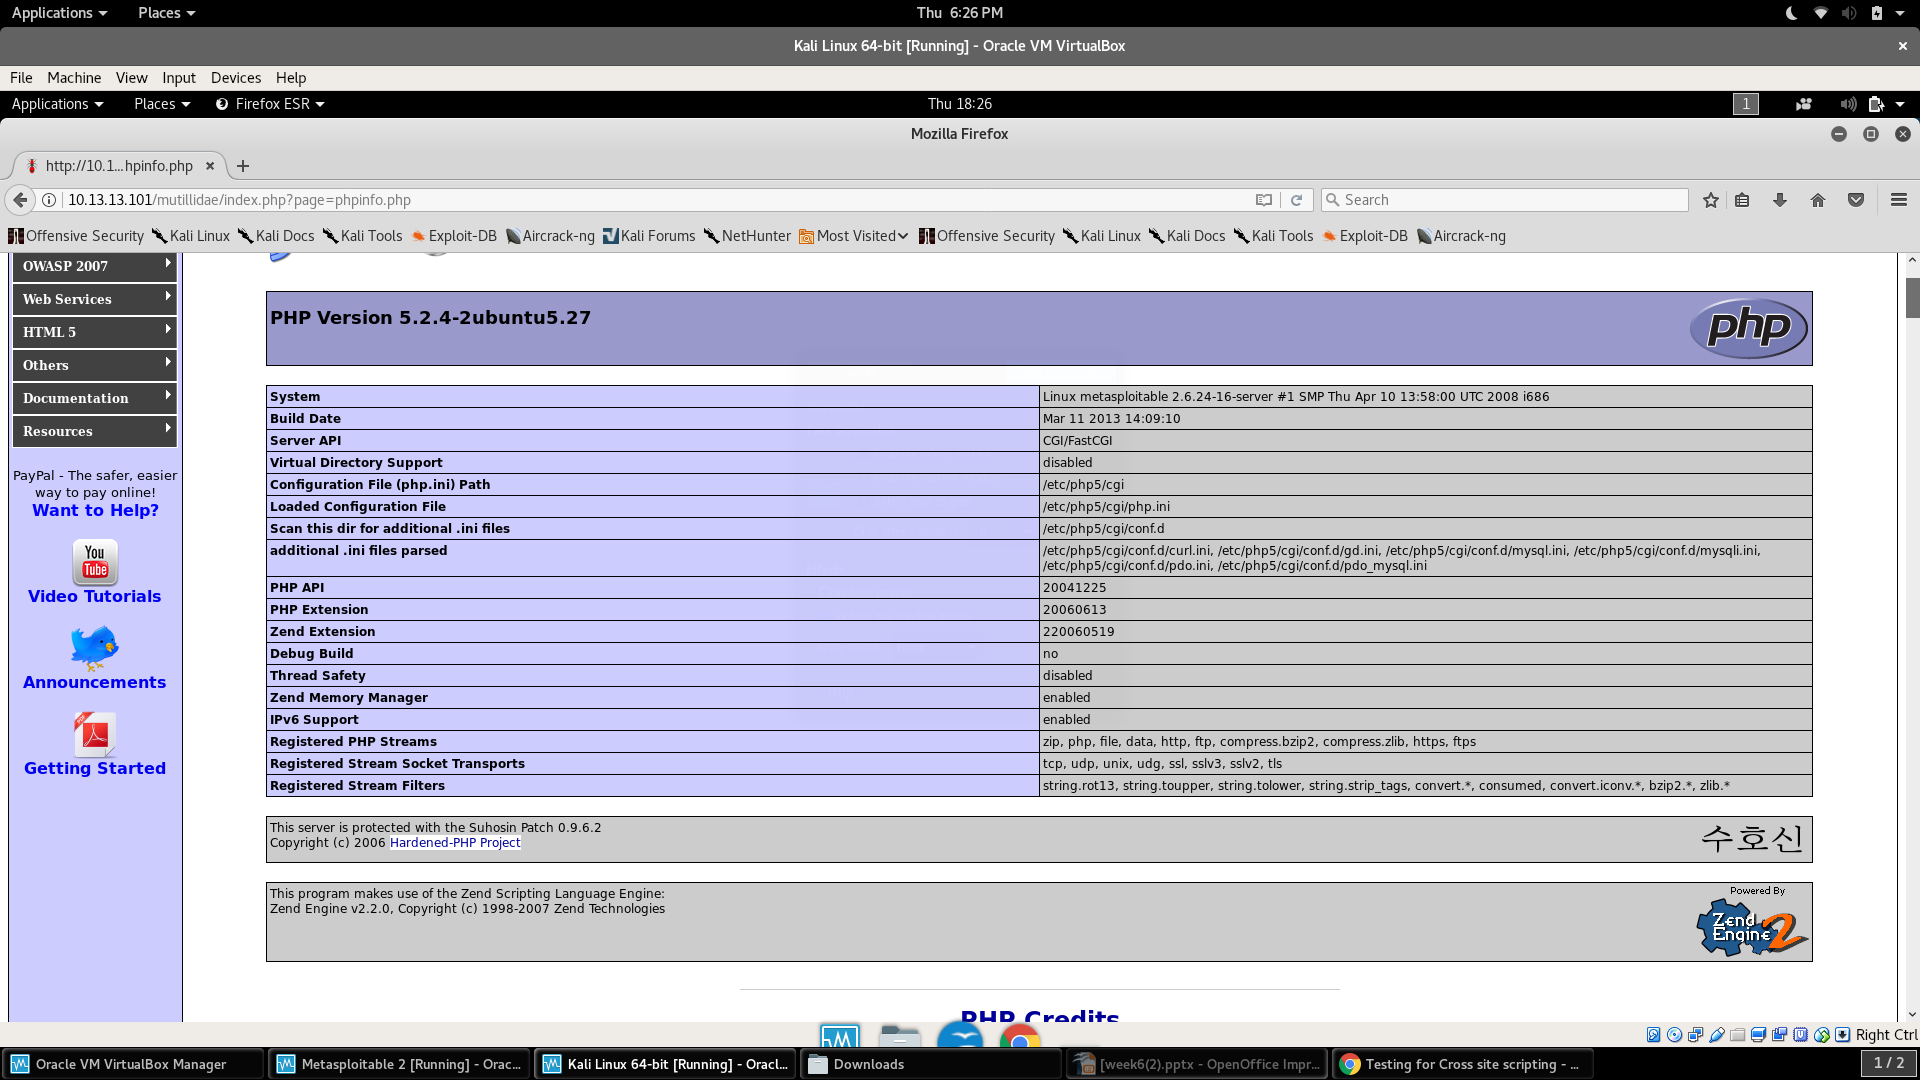 Applications Places Thu 6:26 PM
Kali Linux 64-bit [Running] - Oracle VM VirtualBox
File Machine View Input Devices Help
Applications Places Firefox ESR Thu 18:26 1
Mozilla Firefox
http://10.1...hpinfo.php
10.13.13.101/mutillidae/index.php?page=phpinfo.php Search
Offensive Security Kali Linux Kali Docs Kali Tools Exploit-DB Aircrack-ng Kali Forums NetHunter Most Visited Offensive Security Kali Linux Kali Docs Kali Tools Exploit-DB Aircrack-ng
OWASP 2007
Web Services
HTML 5
Others
Documentation
Resources
PayPal - The safer, easier
way to pay online!
Want to Help?
You
Tube
Video Tutorials
Announcements
Getting Started
PHP Version 5.2.4-2ubuntu5.27
php
System Linux metasploitable 2.6.24-16-server #1 SMP Thu Apr 10 13:58:00 UTC 2008 i686
Build Date Mar 11 2013 14:09:10
Server API CGI/FastCGI
Virtual Directory Support disabled
Configuration File (php.ini) Path /etc/php5/cgi
Loaded Configuration File /etc/php5/cgi/php.ini
Scan this dir for additional .ini files /etc/php5/cgi/conf.d
additional .ini files parsed /etc/php5/cgi/conf.d/curl.ini, /etc/php5/cgi/conf.d/gd.ini, /etc/php5/cgi/conf.d/mysql.ini, /etc/php5/cgi/conf.d/mysqli.ini,
/etc/php5/cgi/conf.d/pdo.ini, /etc/php5/cgi/conf.d/pdo_mysql.ini
PHP API 20041225
PHP Extension 20060613
Zend Extension 220060519
Debug Build no
Thread Safety disabled
Zend Memory Manager enabled
IPv6 Support enabled
Registered PHP Streams zip, php, file, data, http, ftp, compress.bzip2, compress.zlib, https, ftps
Registered Stream Socket Transports tcp, udp, unix, udg, ssl, sslv3, sslv2, tls
Registered Stream Filters string.rot13, string.toupper, string.tolower, string.strip_tags, convert.*, consumed, convert.iconv.*, bzip2.*, zlib.*
This server is protected with the Suhosin Patch 0.9.6.2
Copyright (c) 2006 Hardened-PHP Project
수호신
This program makes use of the Zend Scripting Language Engine:
Zend Engine v2.2.0, Copyright (c) 1998-2007 Zend Technologies
Powered By
Zend
Engine 2
PHP Credits
Right Ctrl
Oracle VM VirtualBox Manager Metasploitable 2 [Running] - Orac... Kali Linux 64-bit [Running] - Oracl... Downloads [week6(2).pptx - OpenOffice Impr... Testing for Cross site scripting - ... 1 / 2